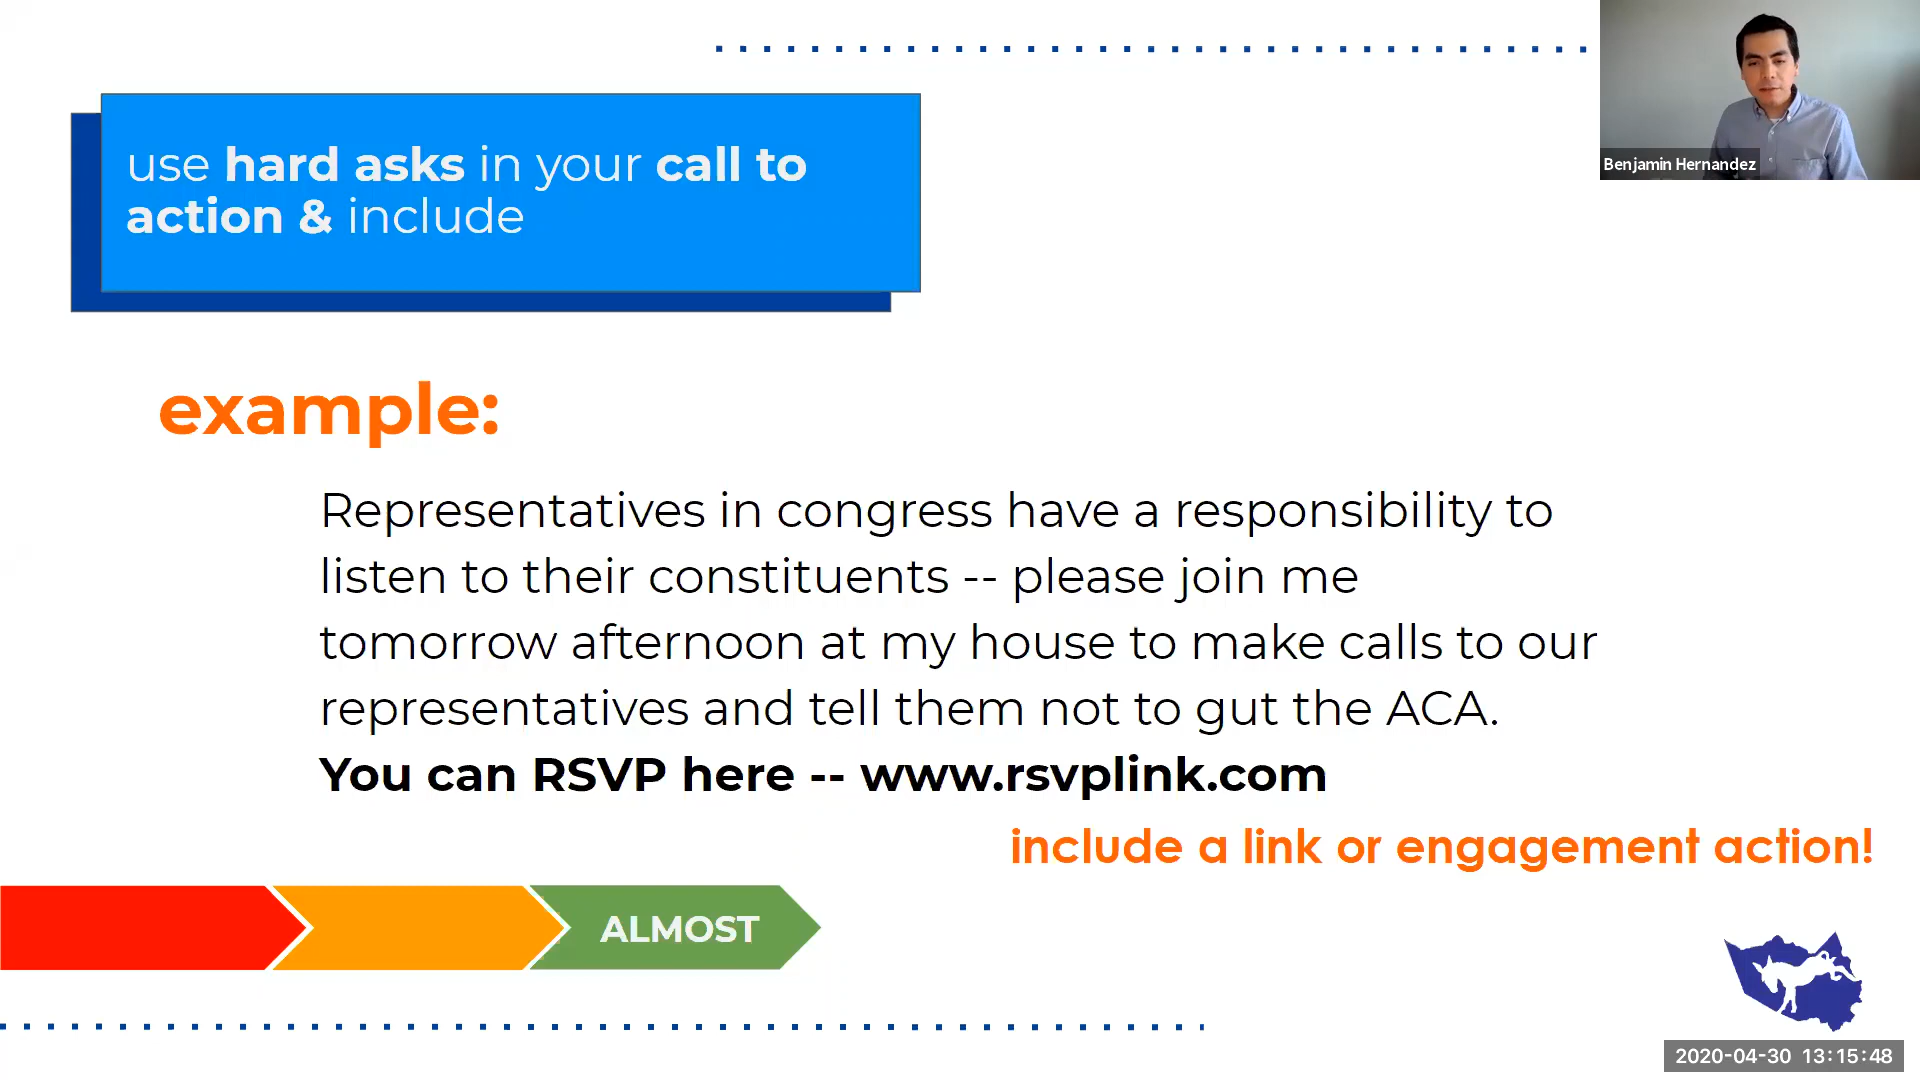 use hard asks in your call to
action & include
Benjamin Hernandez
example:
Representatives in congress have a responsibility to
listen to their constituents -- please join me
tomorrow afternoon at my house to make calls to our
representatives and tell them not to gut the ACA.
You can RSVP here -- www.rsvplink.com
include a link or engagement action!
ALMOST
2020-04-30 13:15:48